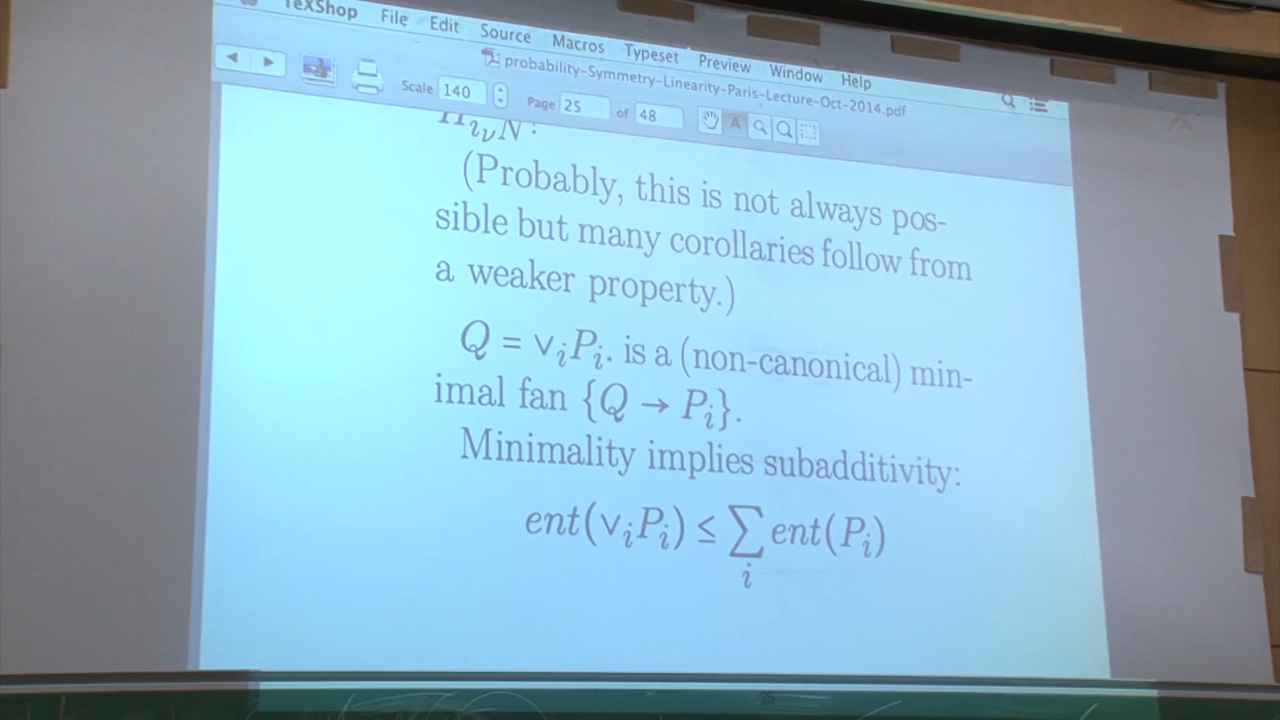 TeXShop File Edit Source Macros Typeset Preview Window Help
probability-Symmetry-Linearity-Paris-Lecture-Oct-2014.pdf
Scale 140 Page 25 of 48
(Probably, this is not always pos-
sible but many corollaries follow from
a weaker property.)
Q = ∨ᵢPᵢ. is a (non-canonical) min-
imal fan {Q → Pᵢ}.
Minimality implies subadditivity:
ent(∨ᵢPᵢ) ≤ ∑ ent(Pᵢ)
i
25